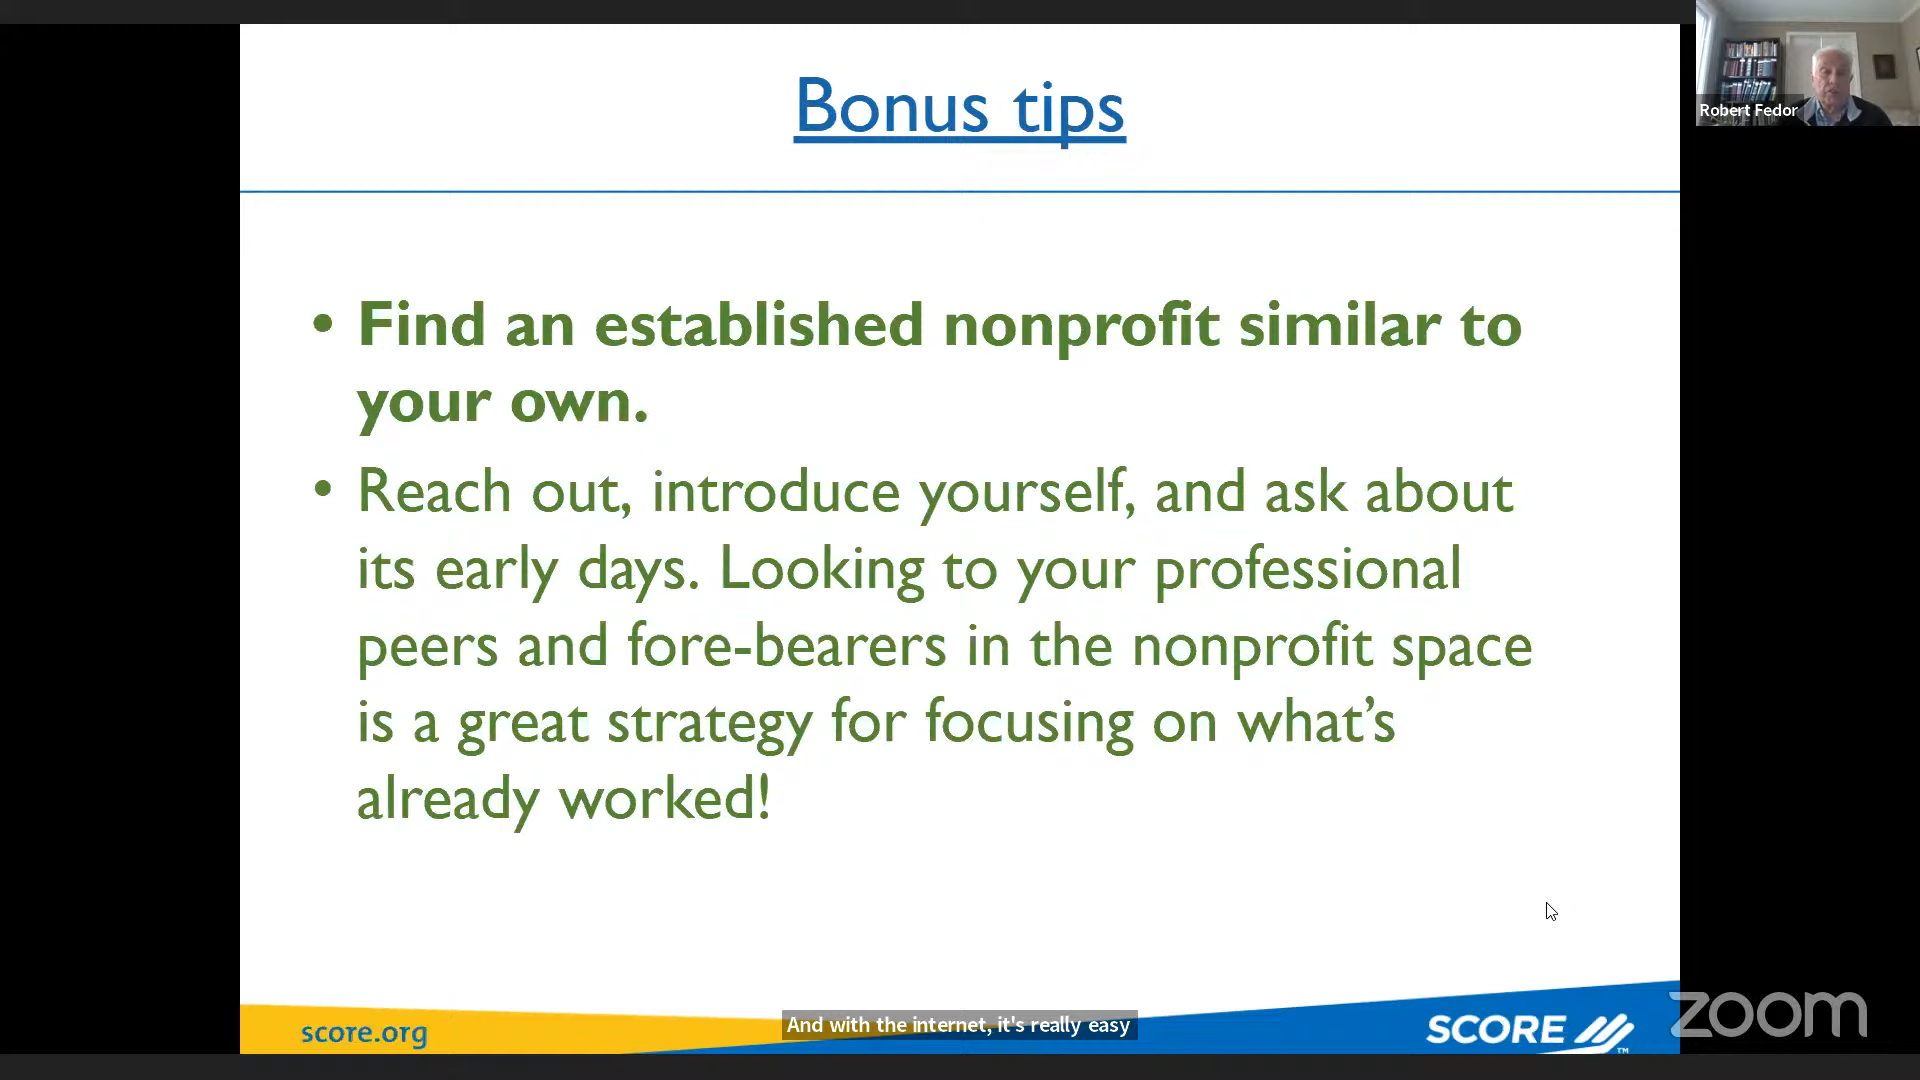 Bonus tips
Robert Fedor
• Find an established nonprofit similar to
your own.
• Reach out, introduce yourself, and ask about
its early days. Looking to your professional
peers and fore-bearers in the nonprofit space
is a great strategy for focusing on what’s
already worked!
score.org
And with the internet, it's really easy
SCORE TM
zoom